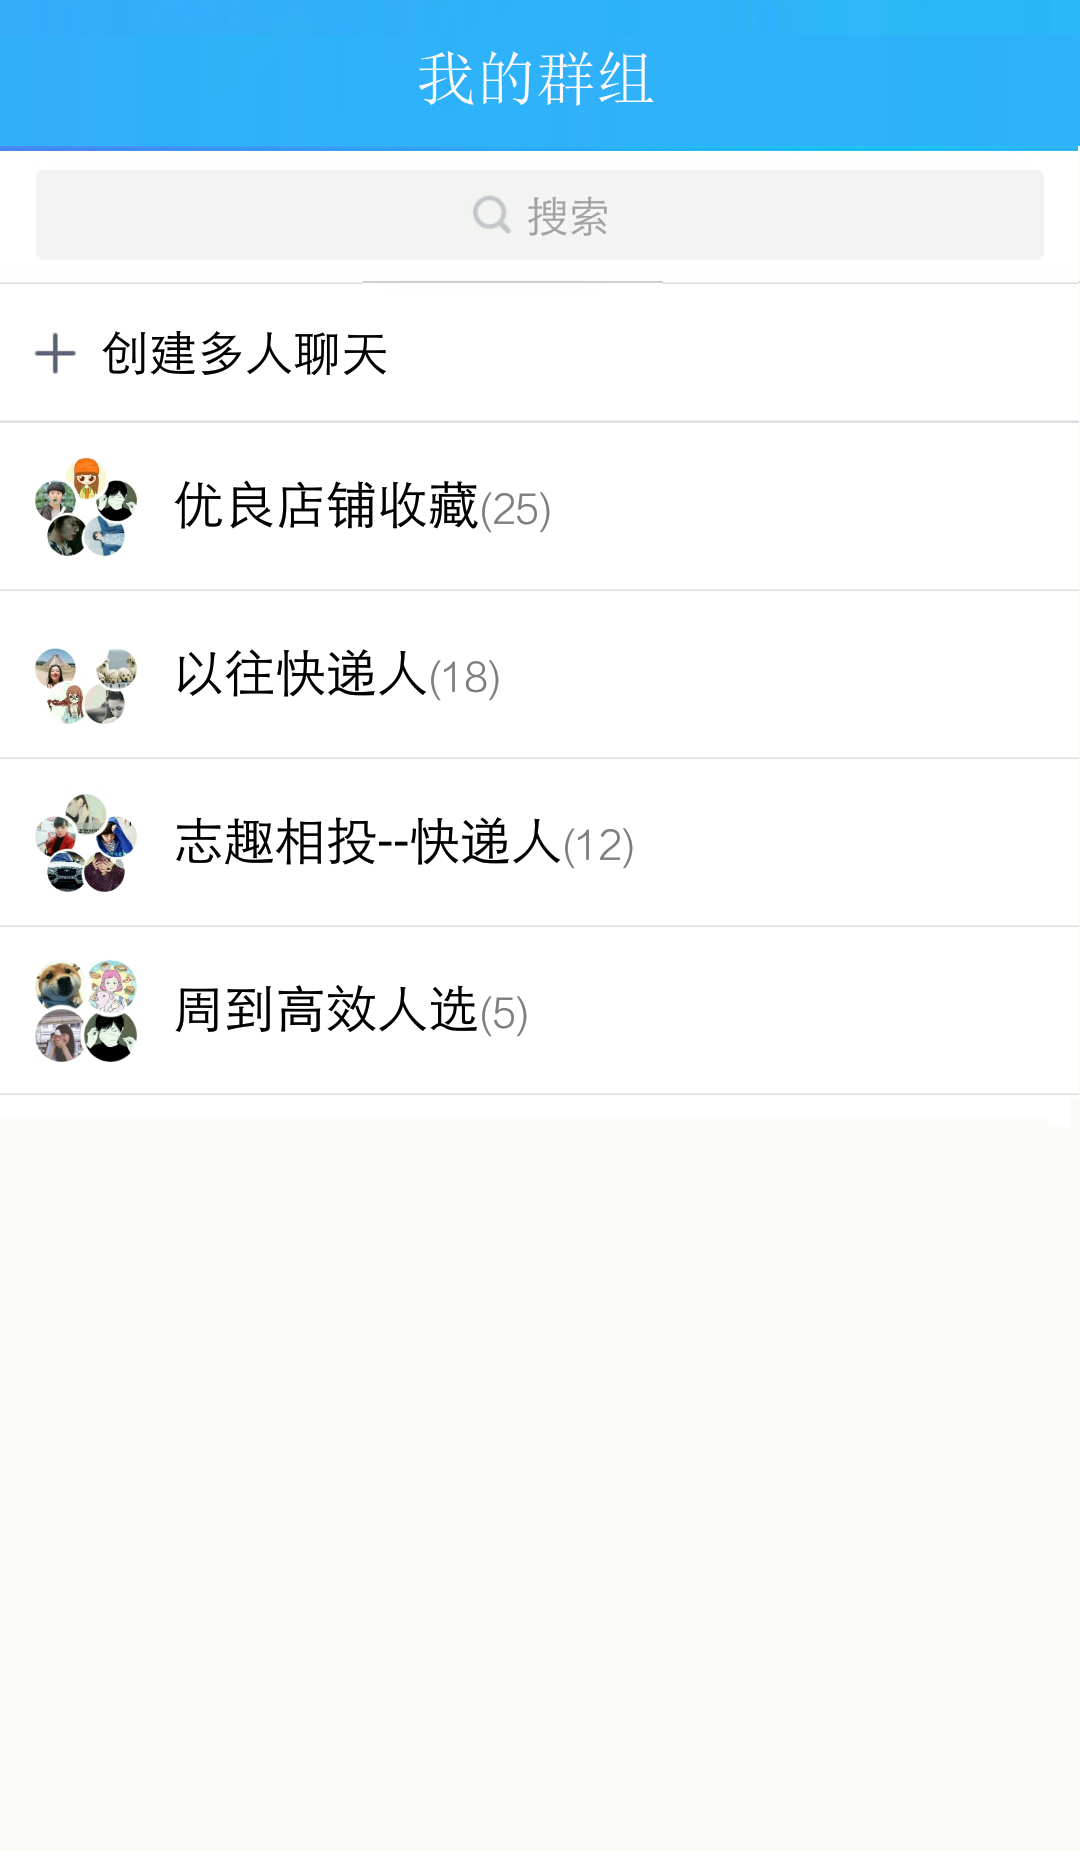 我的群组
搜索
创建多人聊天
优良店铺收藏(25)
以往快递人(18)
志趣相投--快递人(12)
周到高效人选(5)